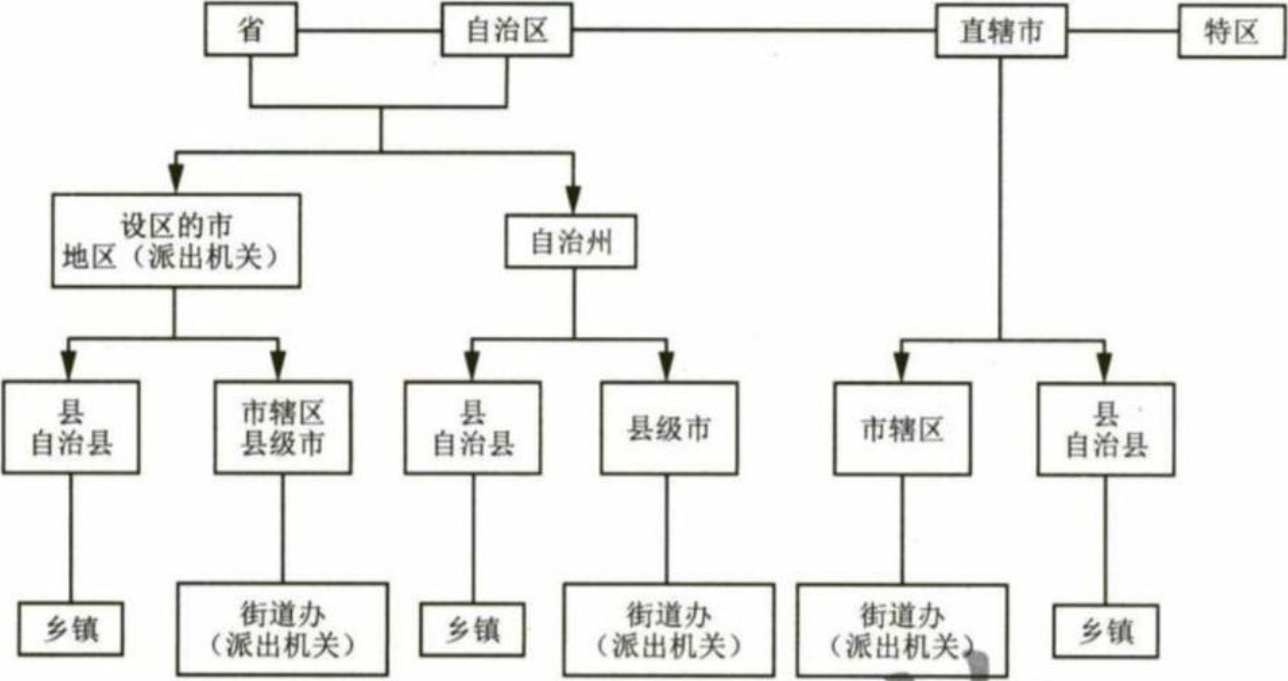 省
自治区
直辖市
特区
设区的市
地区（派出机关）
自治州
县
自治县
市辖区
县级市
县
自治县
县级市
市辖区
县
自治县
乡镇
街道办
（派出机关）
乡镇
街道办
（派出机关）
街道办
（派出机关）
乡镇